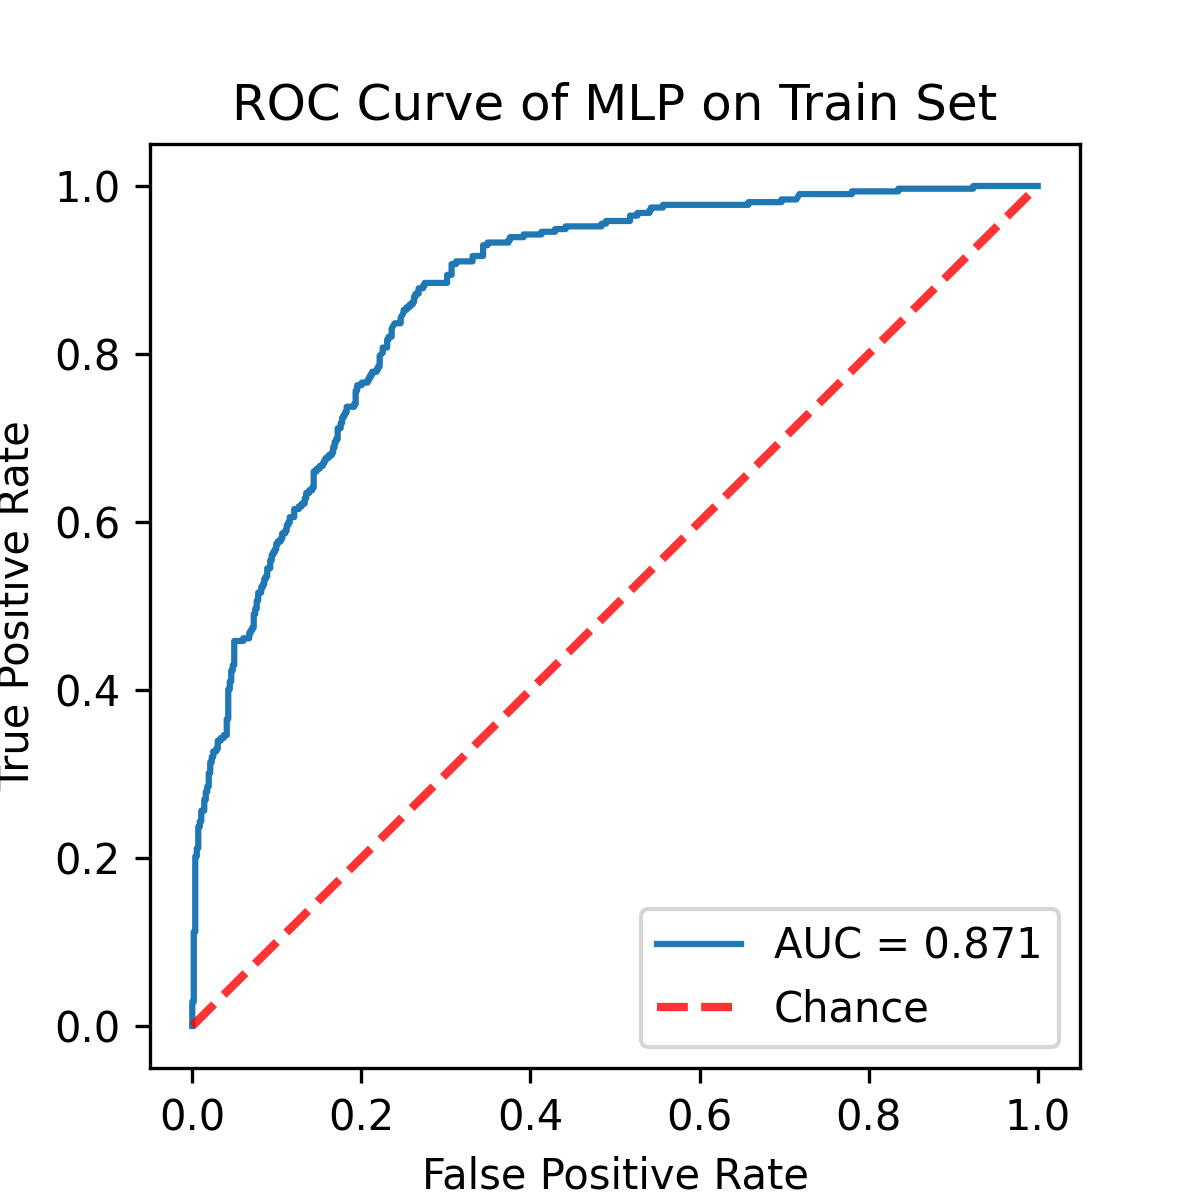 ROC Curve of MLP on Train Set
True Positive Rate
1.0
0.8
0.6
0.4
0.2
0.0
AUC = 0.871
Chance
0.0 0.2 0.4 0.6 0.8 1.0
False Positive Rate